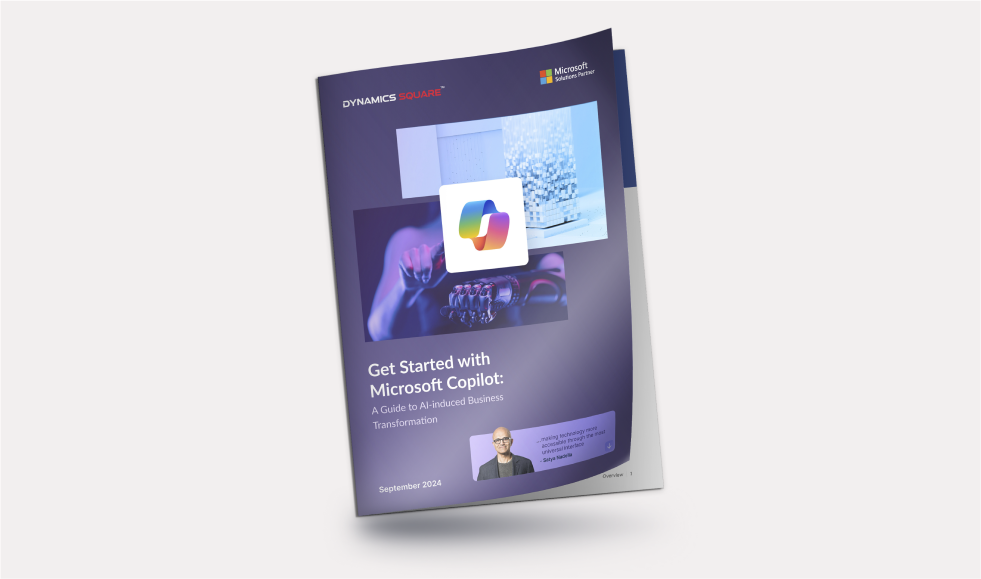 DYNAMICS SQUARE™
Microsoft
Solutions Partner
Get Started with
Microsoft Copilot:
A Guide to AI-induced Business
Transformation
...making technology more
accessible through the most
universal interface
- Satya Nadella
September 2024
Overview | 1